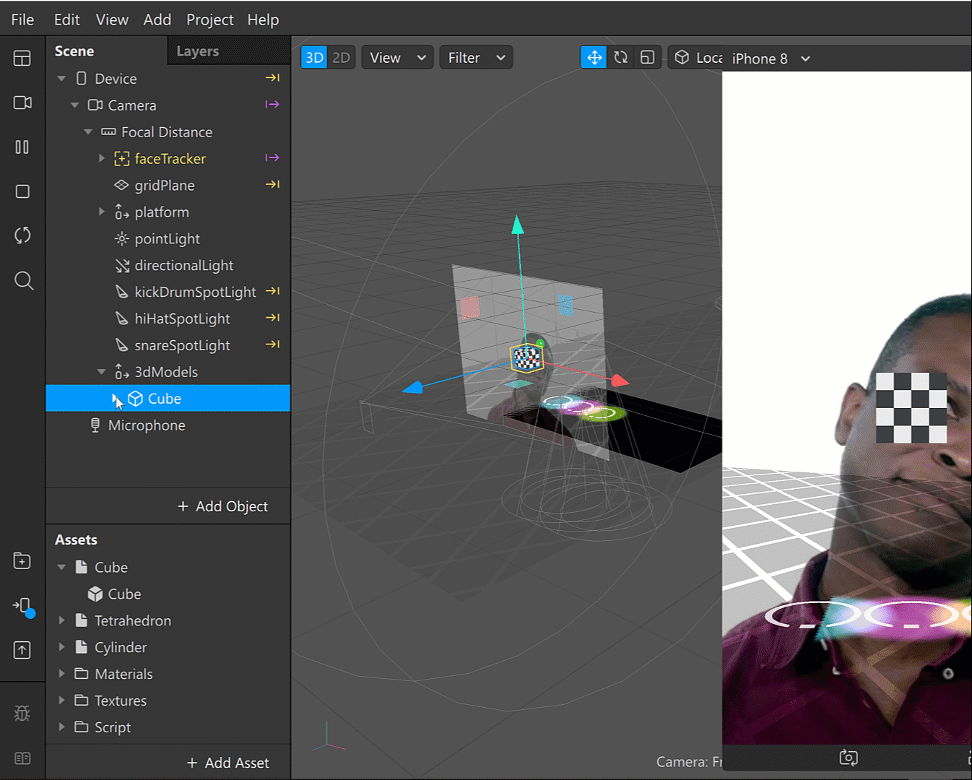 File Edit View Add Project Help
Scene Layers
3D 2D View Filter Loca iPhone 8
Device
Camera
Focal Distance
faceTracker
gridPlane
platform
pointLight
directionalLight
kickDrumSpotLight
hiHatSpotLight
snareSpotLight
3dModels
Cube
Microphone
+ Add Object
Assets
Cube
Cube
Tetrahedron
Cylinder
Materials
Textures
Script
+ Add Asset
Camera: Fr